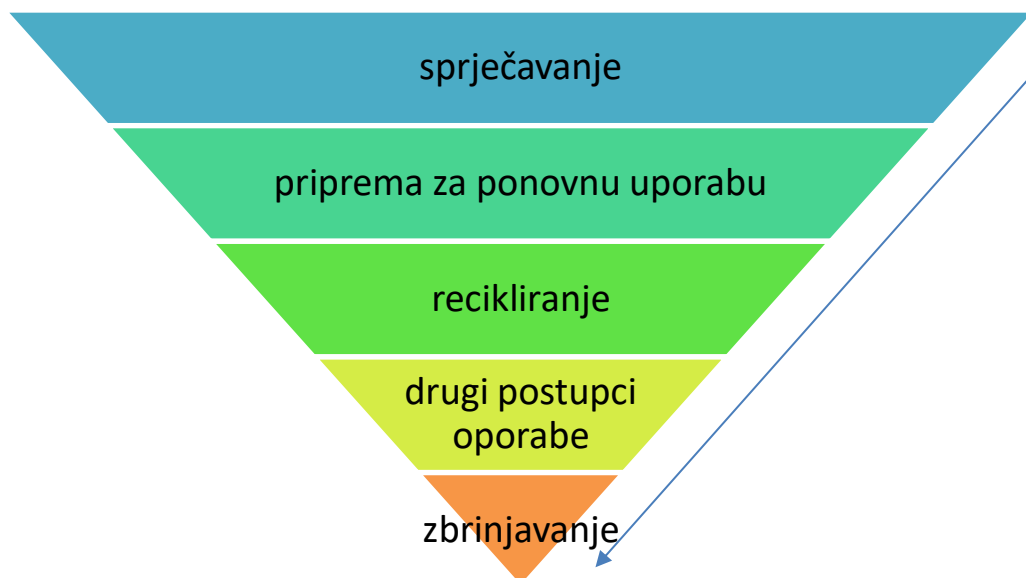 sprječavanje
priprema za ponovnu uporabu
recikliranje
drugi postupci
oporabe
zbrinjavanje